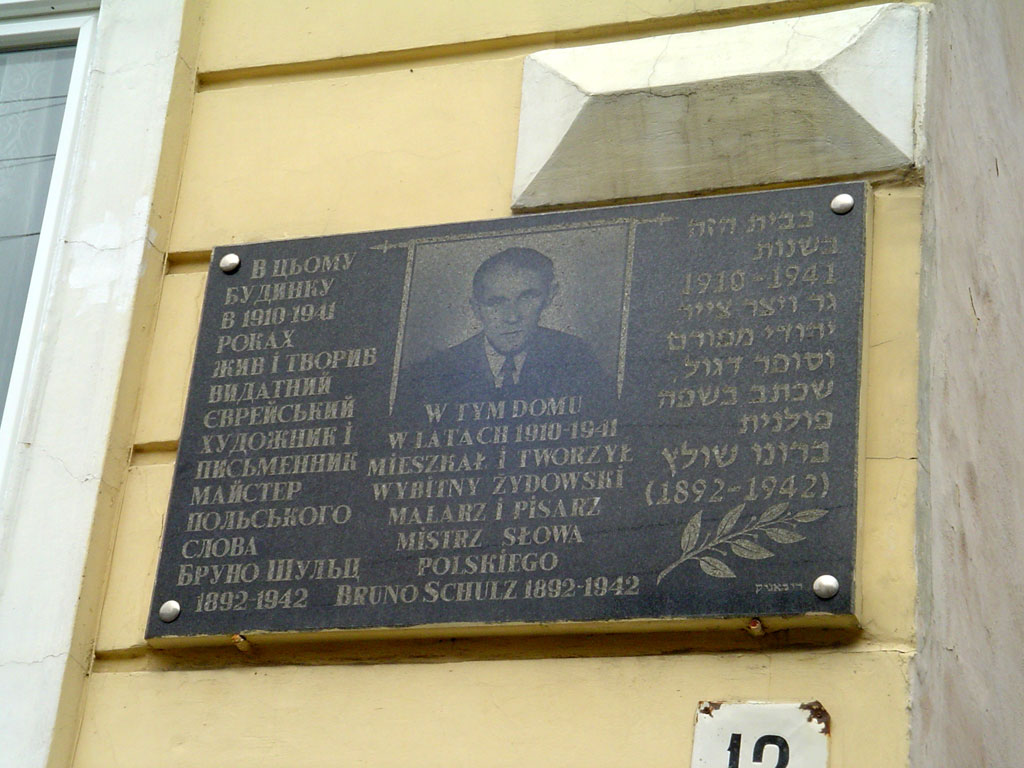 В ЦЬОМУ
БУДИНКУ
В 1910-1941
РОКАХ
ЖИВ І ТВОРИВ
ВИДАТНИЙ
ЄВРЕЙСЬКИЙ
ХУДОЖНИК І
ПИСЬМЕННИК
МАЙСТЕР
ПОЛЬСЬКОГО
СЛОВА
БРУНО ШУЛЬЦ
1892-1942
W TYM DOMU
W LATACH 1910-1941
MIESZKAŁ I TWORZYŁ
WYBITNY ŻYDOWSKI
MALARZ I PISARZ
MISTRZ SŁOWA
POLSKIEGO
BRUNO SCHULZ 1892-1942
בבית הזה
בשנות
1910-1941
גר ויצר צייר
יהודי מפורם
וסופר דגול
שכתב בשפה
פולנית
ברונו שולץ
(1892-1942)
12